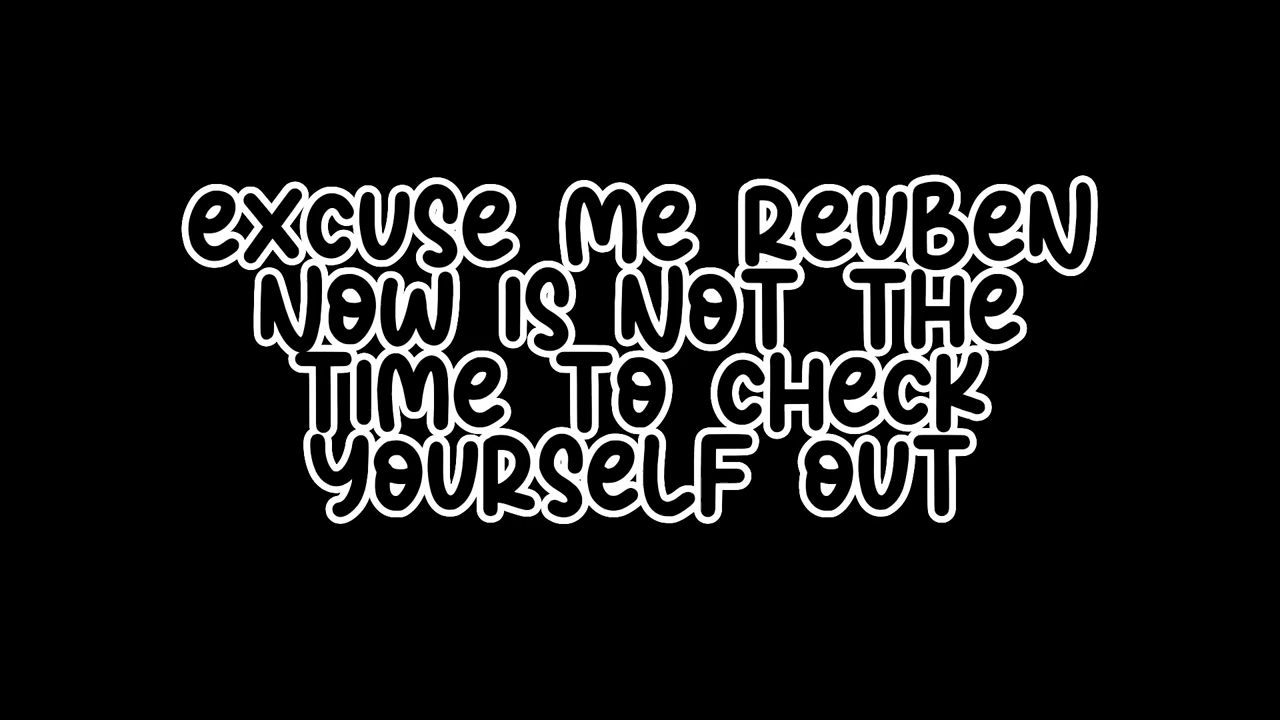 EXCUSE ME REUBEN
NOW IS NOT THE
TIME TO CHECK
YOURSELF OUT